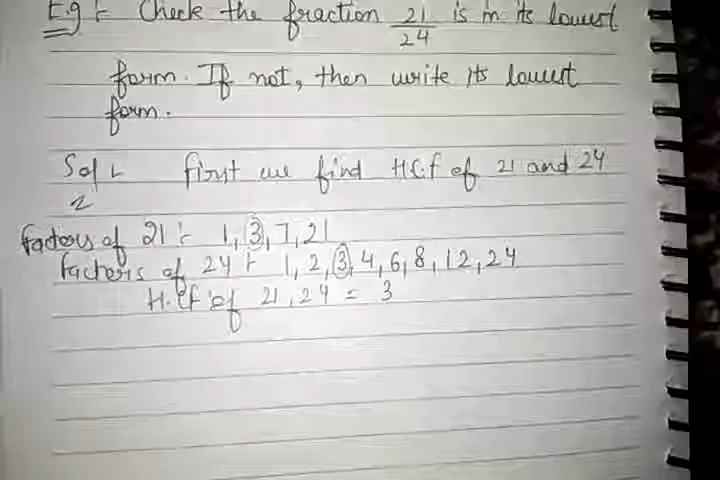 E.g :- Check the fraction 21/24 is in its lowest
form. If not, then write its lowest
form.
Sol :- first we find H.C.f of 21 and 24
factors of 21 :- 1, 3, 7, 21
factors of 24 :- 1, 2, 3, 4, 6, 8, 12, 24
H.Cf of 21, 24 = 3